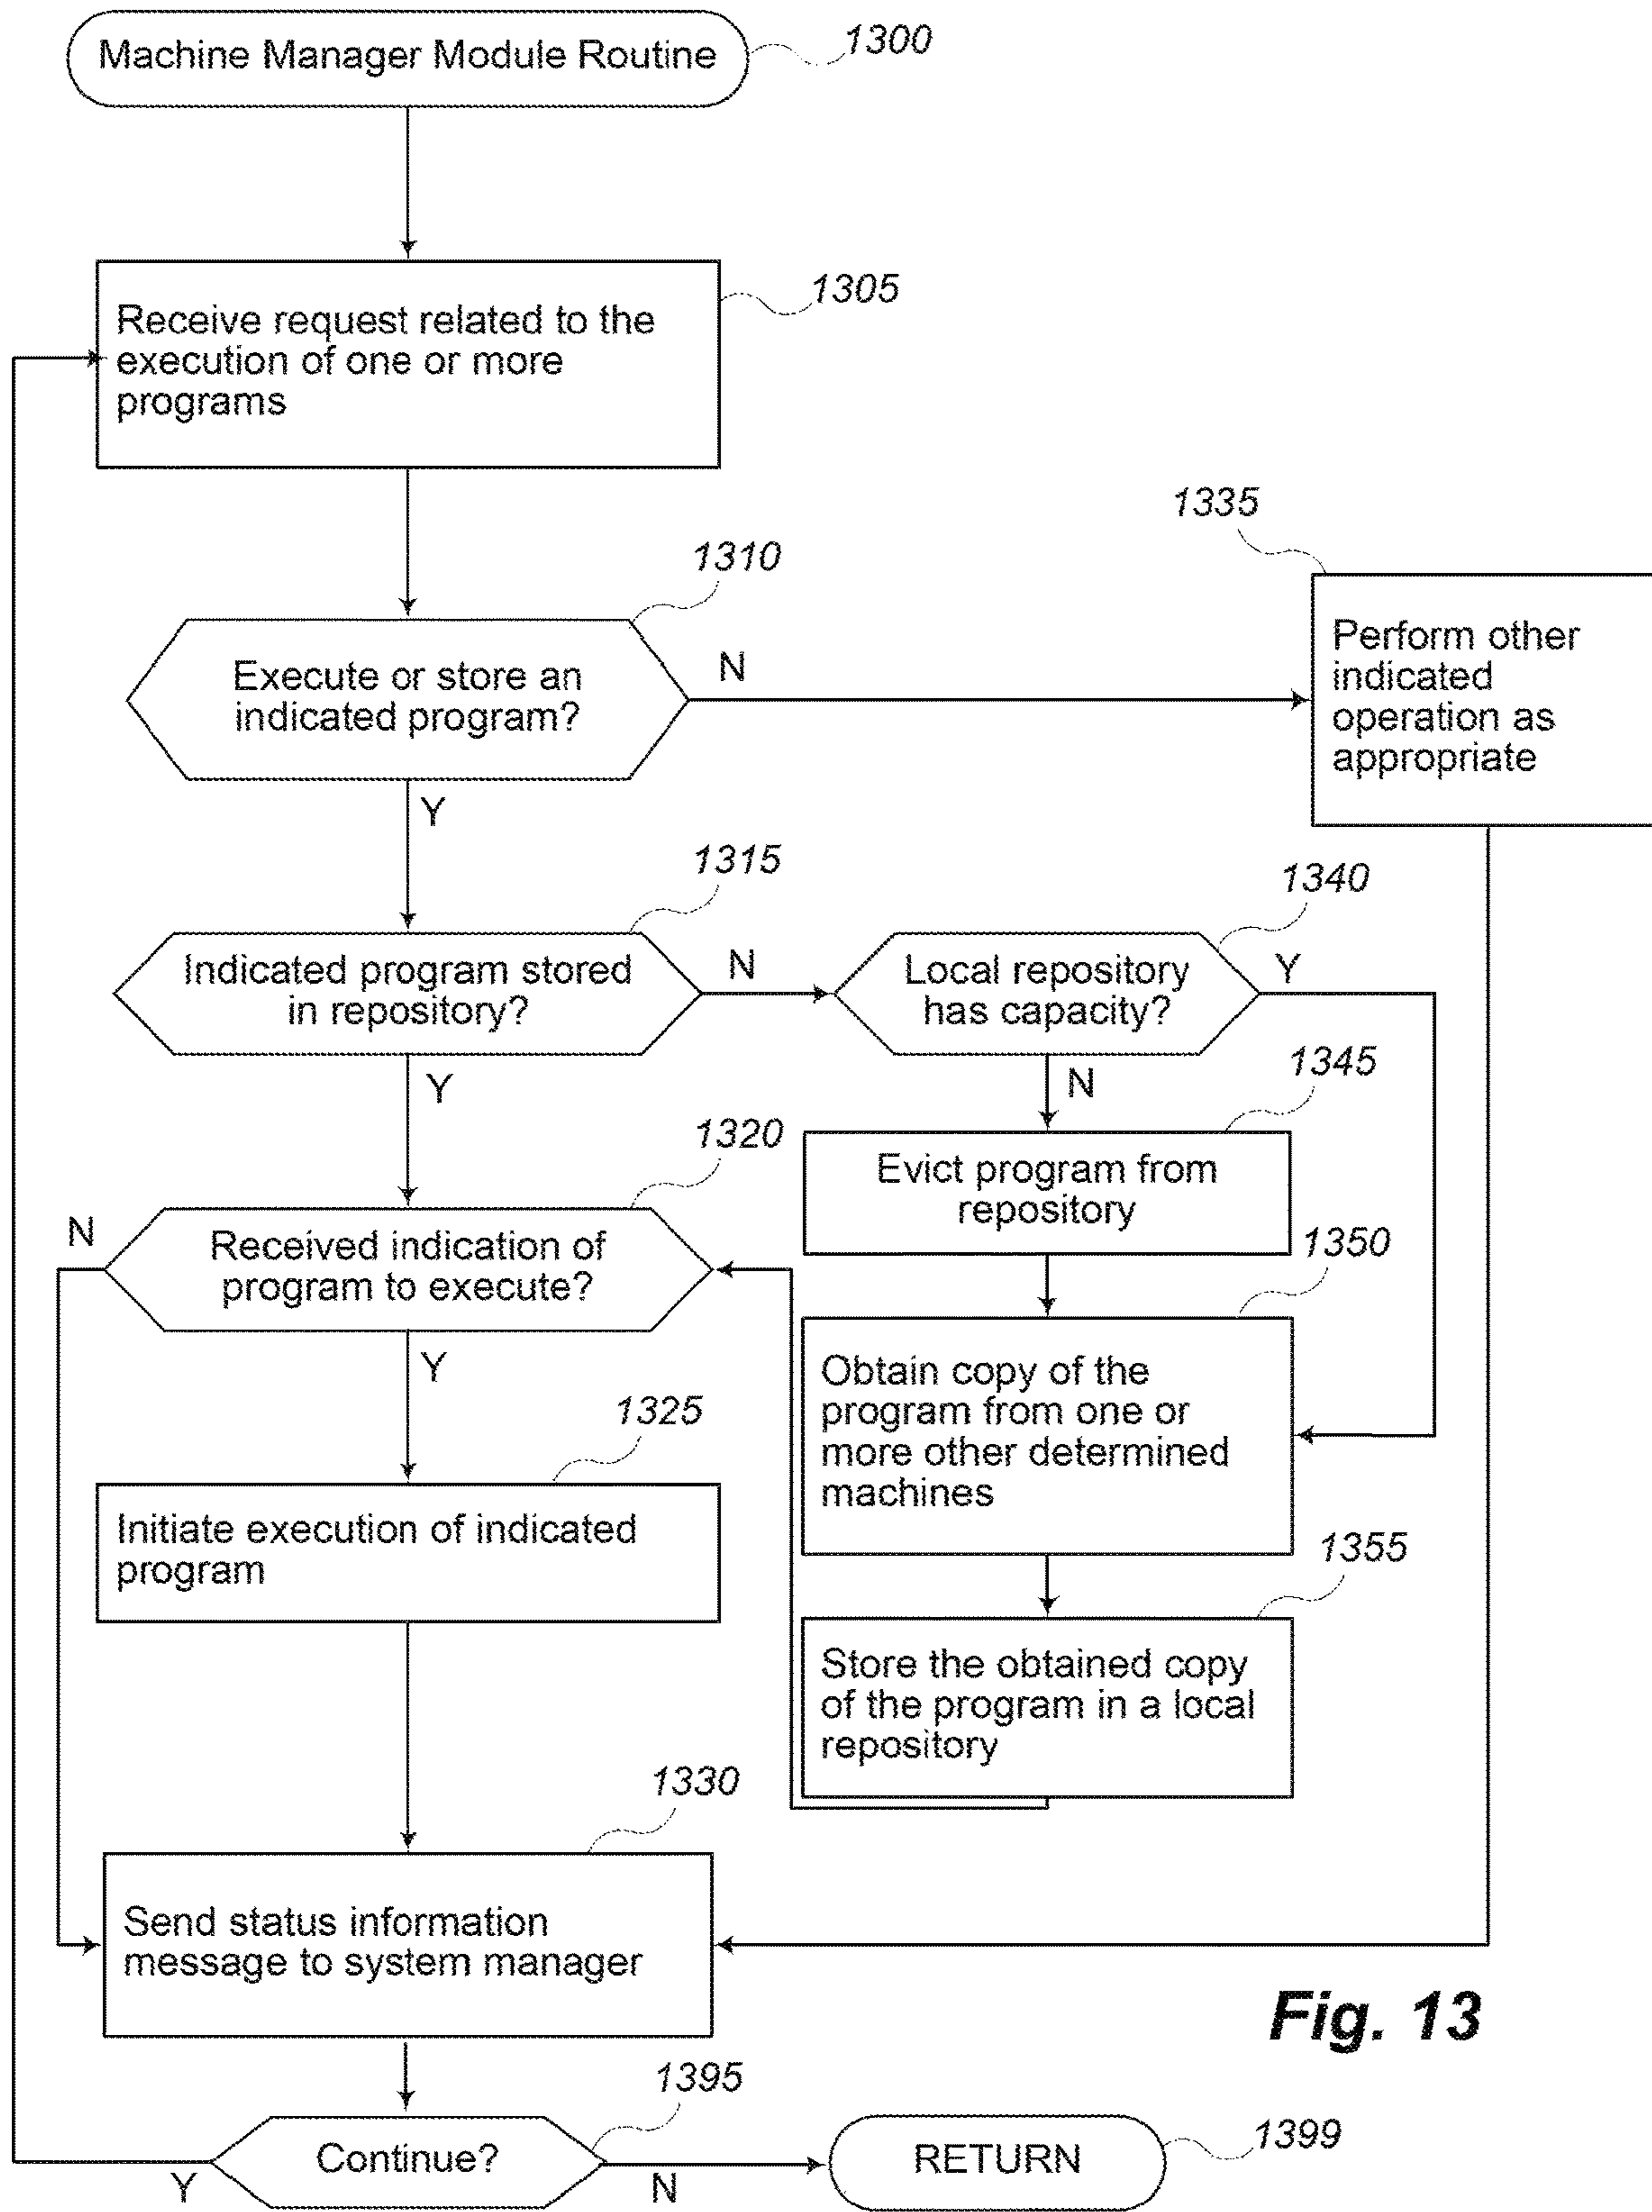 Machine Manager Module Routine
1300
1305
Receive request related to the
execution of one or more
programs
1335
1310
Perform other
indicated
operation as
appropriate
Execute or store an
indicated program?
N
Y
1315
1340
Indicated program stored
in repository?
N
Local repository
has capacity?
Y
Y
N
1345
1320
Evict program from
repository
N
Received indication of
program to execute?
1350
Y
Obtain copy of the
program from one or
more other determined
machines
1325
Initiate execution of indicated
program
1355
Store the obtained copy
of the program in a local
repository
1330
Send status information
message to system manager
Fig. 13
1395
Continue?
Y
N
RETURN
1399